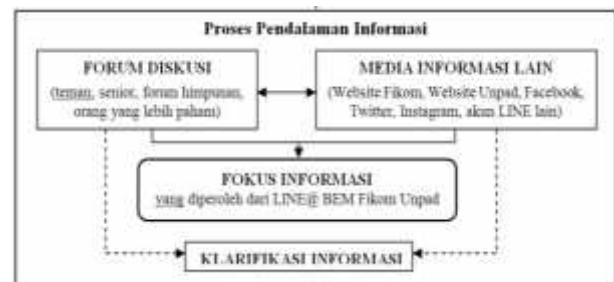 Proses Pendalaman Informasi
FORUM DISKUSI
(teman, senior, forum himpunan,
orang yang lebih paham)
MEDIA INFORMASI LAIN
(Website Fikom, Website Unpad, Facebook,
Twitter, Instagram, akun LINE lain)
FOKUS INFORMASI
yang diperoleh dari LINE@ BEM Fikom Unpad
KLARIFIKASI INFORMASI